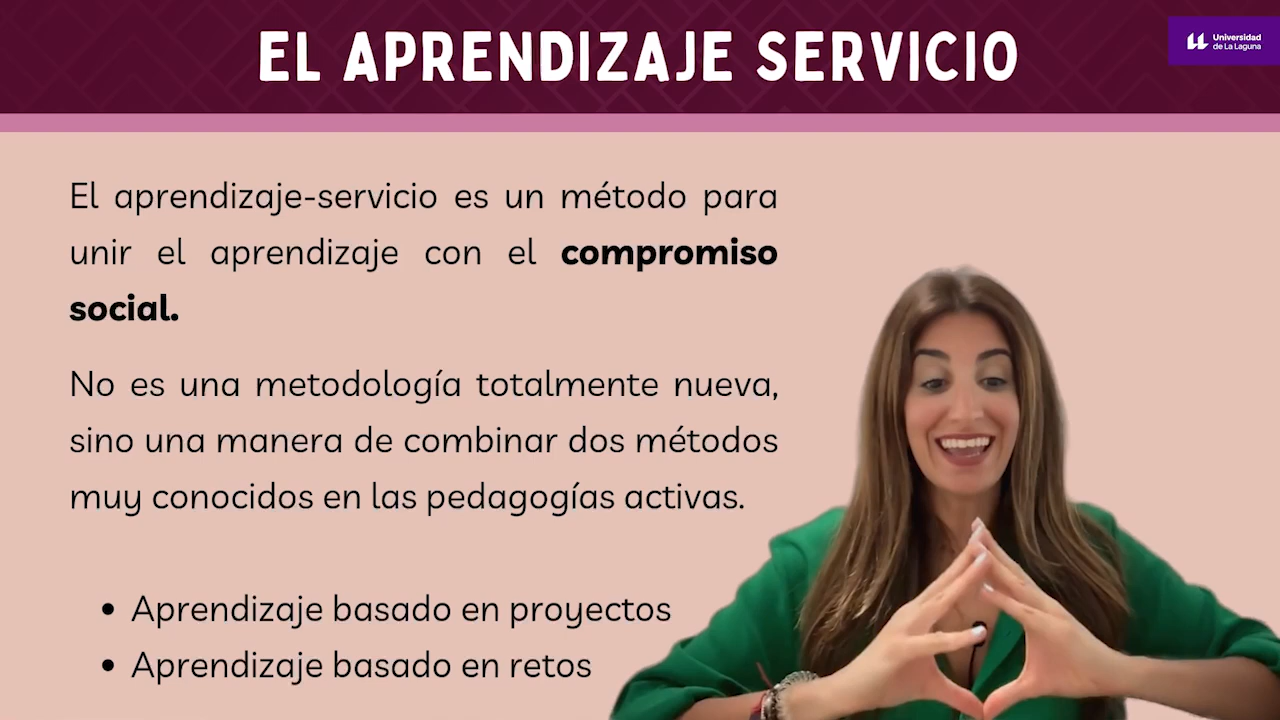 EL APRENDIZAJE SERVICIO
Universidad
de La Laguna
El aprendizaje-servicio es un método para
unir el aprendizaje con el compromiso
social.
No es una metodología totalmente nueva,
sino una manera de combinar dos métodos
muy conocidos en las pedagogías activas.
• Aprendizaje basado en proyectos
• Aprendizaje basado en retos